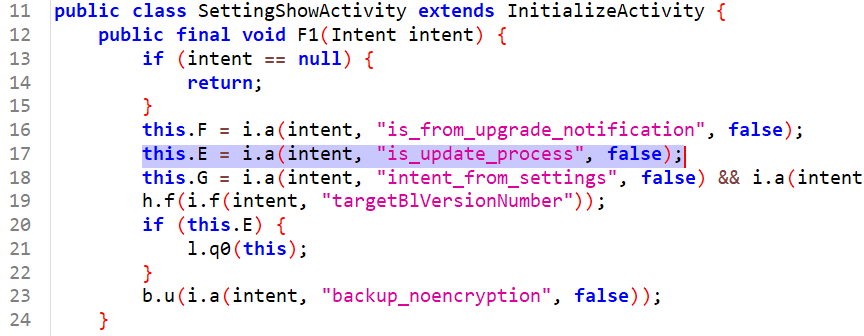 11 public class SettingShowActivity extends InitializeActivity {
12 public final void F1(Intent intent) {
13 if (intent == null) {
14 return;
15 }
16 this.F = i.a(intent, "is_from_upgrade_notification", false);
17 this.E = i.a(intent, "is_update_process", false);
18 this.G = i.a(intent, "intent_from_settings", false) && i.a(intent
19 h.f(i.f(intent, "targetBlVersionNumber"));
20 if (this.E) {
21 l.q0(this);
22 }
23 b.u(i.a(intent, "backup_noencryption", false));
24 }